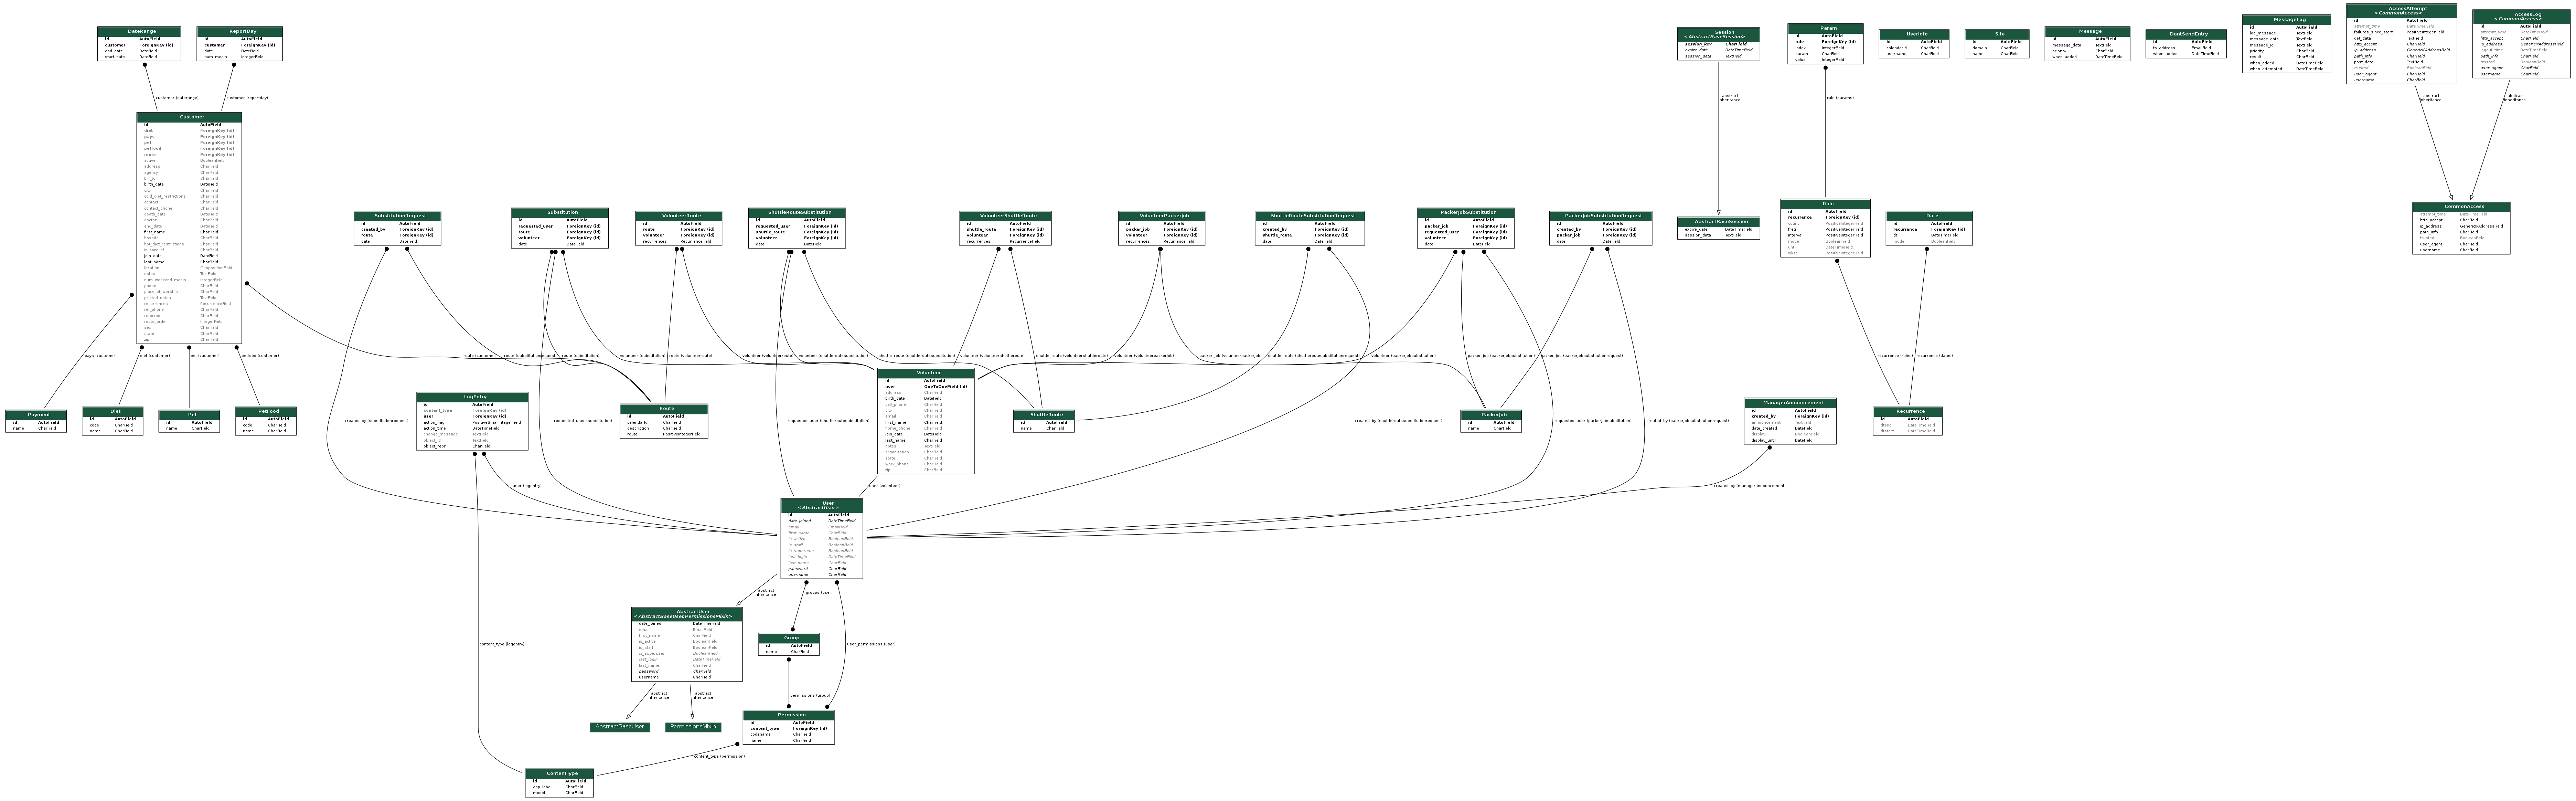 DateRange
id AutoField
customer ForeignKey (id)
end_date DateField
start_date DateField
ReportDay
id AutoField
customer ForeignKey (id)
date DateField
num_meals IntegerField
customer (daterange)
customer (reportday)
Customer
id AutoField
diet ForeignKey (id)
pays ForeignKey (id)
pet ForeignKey (id)
petfood ForeignKey (id)
route ForeignKey (id)
active BooleanField
address CharField
agency CharField
bill_to CharField
birth_date DateField
city CharField
cold_diet_restrictions CharField
contact CharField
contact_phone CharField
death_date DateField
doctor CharField
end_date DateField
first_name CharField
hospital CharField
hot_diet_restrictions CharField
in_care_of CharField
join_date DateField
last_name CharField
location GeopositionField
notes TextField
num_weekend_meals IntegerField
phone CharField
place_of_worship CharField
printed_notes TextField
recurrences RecurrenceField
ref_phone CharField
referred CharField
route_order IntegerField
sex CharField
state CharField
zip CharField
pays (customer)
diet (customer)
pet (customer)
petfood (customer)
Payment
id AutoField
name CharField
Diet
id AutoField
code CharField
name CharField
Pet
id AutoField
name CharField
PetFood
id AutoField
code CharField
name CharField
SubstitutionRequest
id AutoField
created_by ForeignKey (id)
route ForeignKey (id)
date DateField
Substitution
id AutoField
requested_user ForeignKey (id)
route ForeignKey (id)
volunteer ForeignKey (id)
date DateField
VolunteerRoute
id AutoField
route ForeignKey (id)
volunteer ForeignKey (id)
recurrences RecurrenceField
ShuttleRouteSubstitution
id AutoField
requested_user ForeignKey (id)
shuttle_route ForeignKey (id)
volunteer ForeignKey (id)
date DateField
VolunteerShuttleRoute
id AutoField
shuttle_route ForeignKey (id)
volunteer ForeignKey (id)
recurrences RecurrenceField
VolunteerPackerJob
id AutoField
packer_job ForeignKey (id)
volunteer ForeignKey (id)
recurrences RecurrenceField
ShuttleRouteSubstitutionRequest
id AutoField
created_by ForeignKey (id)
shuttle_route ForeignKey (id)
date DateField
PackerJobSubstitution
id AutoField
packer_job ForeignKey (id)
requested_user ForeignKey (id)
volunteer ForeignKey (id)
date DateField
PackerJobSubstitutionRequest
id AutoField
created_by ForeignKey (id)
packer_job ForeignKey (id)
date DateField
route (customer)
route (substitutionrequest)
route (substitution)
volunteer (substitution)
route (volunteerroute)
volunteer (volunteerroute)
volunteer (shuttleroutesubstitution)
shuttle_route (shuttleroutesubstitution)
volunteer (volunteershuttleroute)
shuttle_route (volunteershuttleroute)
volunteer (volunteerpackerjob)
packer_job (volunteerpackerjob)
shuttle_route (shuttleroutesubstitutionrequest)
volunteer (packerjobsubstitution)
packer_job (packerjobsubstitution)
packer_job (packerjobsubstitutionrequest)
LogEntry
id AutoField
content_type ForeignKey (id)
user ForeignKey (id)
action_flag PositiveSmallIntegerField
action_time DateTimeField
change_message TextField
object_id TextField
object_repr CharField
Route
id AutoField
calendarid CharField
description CharField
route PositiveIntegerField
Volunteer
id AutoField
user OneToOneField (id)
address CharField
birth_date DateField
cell_phone CharField
city CharField
email CharField
first_name CharField
home_phone CharField
join_date DateField
last_name CharField
notes TextField
organization CharField
state CharField
work_phone CharField
zip CharField
ShuttleRoute
id AutoField
name CharField
PackerJob
id AutoField
name CharField
created_by (substitutionrequest)
requested_user (substitution)
requested_user (shuttleroutesubstitution)
created_by (shuttleroutesubstitutionrequest)
requested_user (packerjobsubstitution)
created_by (packerjobsubstitutionrequest)
user (logentry)
user (volunteer)
created_by (managerannouncement)
User
<AbstractUser>
id AutoField
date_joined DateTimeField
email EmailField
first_name CharField
is_active BooleanField
is_staff BooleanField
is_superuser BooleanField
last_login DateTimeField
last_name CharField
password CharField
username CharField
abstract
inheritance
groups (user)
user_permissions (user)
AbstractUser
<AbstractBaseUser,PermissionsMixin>
date_joined DateTimeField
email EmailField
first_name CharField
is_active BooleanField
is_staff BooleanField
is_superuser BooleanField
last_login DateTimeField
last_name CharField
password CharField
username CharField
Group
id AutoField
name CharField
content_type (logentry)
abstract
inheritance
abstract
inheritance
permissions (group)
AbstractBaseUser
PermissionsMixin
Permission
id AutoField
content_type ForeignKey (id)
codename CharField
name CharField
content_type (permission)
ContentType
id AutoField
app_label CharField
model CharField
Session
<AbstractBaseSession>
session_key CharField
expire_date DateTimeField
session_data TextField
abstract
inheritance
AbstractBaseSession
expire_date DateTimeField
session_data TextField
Param
id AutoField
rule ForeignKey (id)
index IntegerField
param CharField
value IntegerField
rule (params)
Rule
id AutoField
recurrence ForeignKey (id)
count PositiveIntegerField
freq PositiveIntegerField
interval PositiveIntegerField
mode BooleanField
until DateTimeField
wkst PositiveIntegerField
Date
id AutoField
recurrence ForeignKey (id)
dt DateTimeField
mode BooleanField
recurrence (rules)
recurrence (dates)
ManagerAnnouncement
id AutoField
created_by ForeignKey (id)
announcement TextField
date_created DateField
display BooleanField
display_until DateField
Recurrence
id AutoField
dtend DateTimeField
dtstart DateTimeField
UserInfo
id AutoField
calendarid CharField
username CharField
Site
id AutoField
domain CharField
name CharField
Message
id AutoField
message_data TextField
priority CharField
when_added DateTimeField
DontSendEntry
id AutoField
to_address EmailField
when_added DateTimeField
MessageLog
id AutoField
log_message TextField
message_data TextField
message_id TextField
priority CharField
result CharField
when_added DateTimeField
when_attempted DateTimeField
AccessAttempt
<CommonAccess>
id AutoField
attempt_time DateTimeField
failures_since_start PositiveIntegerField
get_data TextField
http_accept CharField
ip_address GenericIPAddressField
path_info CharField
post_data TextField
trusted BooleanField
user_agent CharField
username CharField
AccessLog
<CommonAccess>
id AutoField
attempt_time DateTimeField
http_accept CharField
ip_address GenericIPAddressField
logout_time DateTimeField
path_info CharField
trusted BooleanField
user_agent CharField
username CharField
abstract
inheritance
abstract
inheritance
CommonAccess
attempt_time DateTimeField
http_accept CharField
ip_address GenericIPAddressField
path_info CharField
trusted BooleanField
user_agent CharField
username CharField